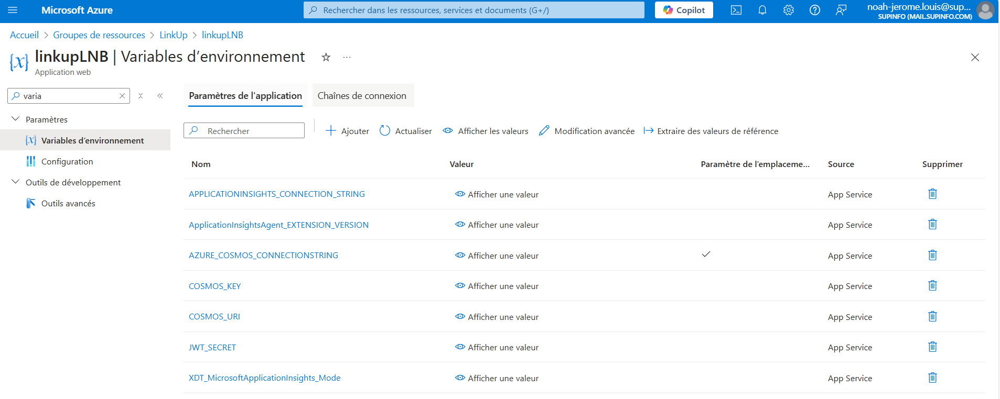 Microsoft Azure
Rechercher dans les ressources, services et documents (G+/)
Copilot
noah-jerome.louis@sup...
SUPINFO (MAIL.SUPINFO.COM)
Accueil > Groupes de ressources > LinkUp > linkupLNB
{x} linkupLNB | Variables d’environnement ...
Application web
varia
Paramètres
{x} Variables d’environnement
Configuration
Outils de développement
Outils avancés
Paramètres de l'application Chaînes de connexion
Rechercher Ajouter Actualiser Afficher les valeurs Modification avancée Extraire des valeurs de référence
Nom Valeur Paramètre de l’emplaceme... Source Supprimer
APPLICATIONINSIGHTS_CONNECTION_STRING Afficher une valeur App Service
ApplicationInsightsAgent_EXTENSION_VERSION Afficher une valeur App Service
AZURE_COSMOS_CONNECTIONSTRING Afficher une valeur App Service
COSMOS_KEY Afficher une valeur App Service
COSMOS_URI Afficher une valeur App Service
JWT_SECRET Afficher une valeur App Service
XDT_MicrosoftApplicationInsights_Mode Afficher une valeur App Service